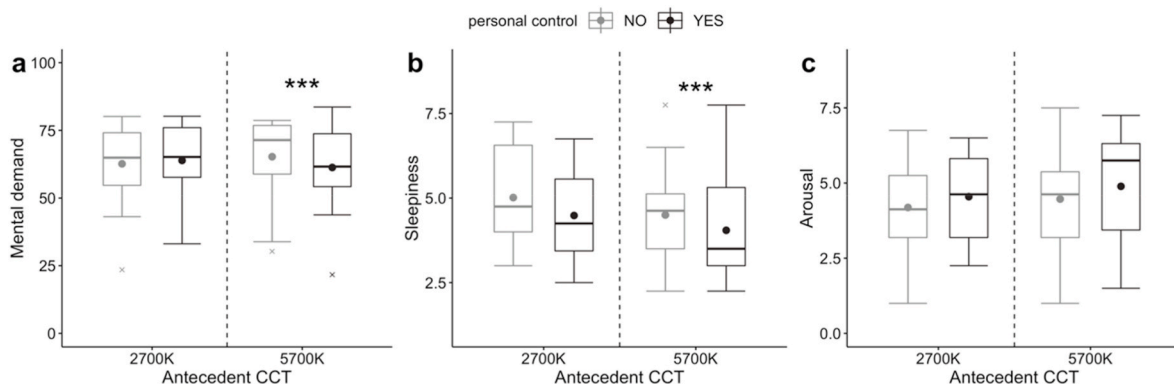 personal control NO YES
a
Mental demand
100
75
50
25
0
***
2700K 5700K
Antecedent CCT
b
Sleepiness
7.5
5.0
2.5
***
2700K 5700K
Antecedent CCT
c
Arousal
7.5
5.0
2.5
0.0
2700K 5700K
Antecedent CCT